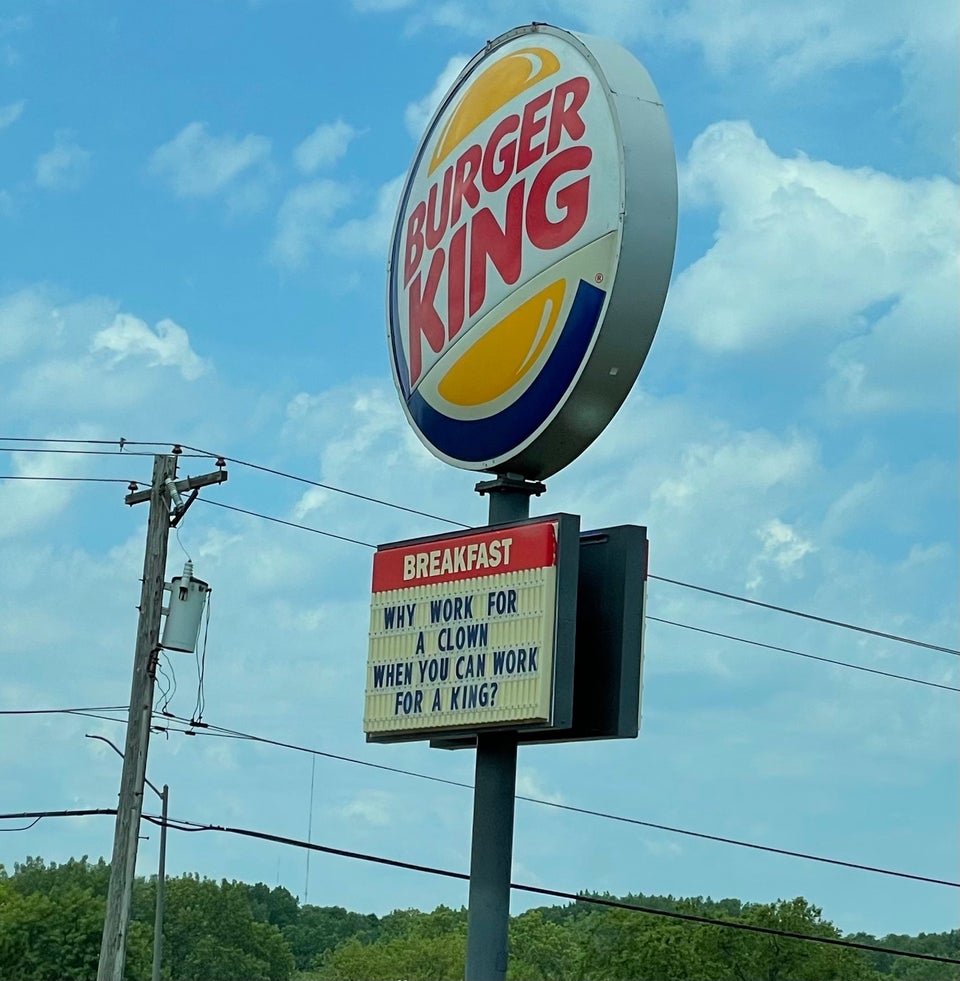 BURGER
KING
®
BREAKFAST
WHY WORK FOR
A CLOWN
WHEN YOU CAN WORK
FOR A KING?